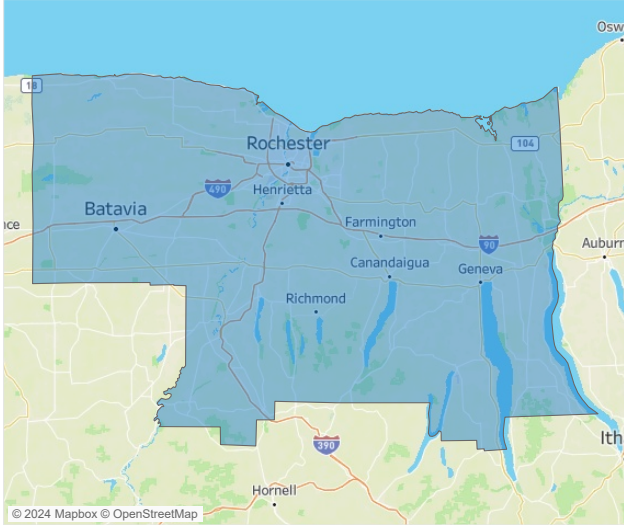 Osw
18
Rochester
104
490
Henrietta
Batavia
Farmington
nce
90
Auburn
Canandaigua
Geneva
Richmond
Ith
390
Hornell
© 2024 Mapbox © OpenStreetMap